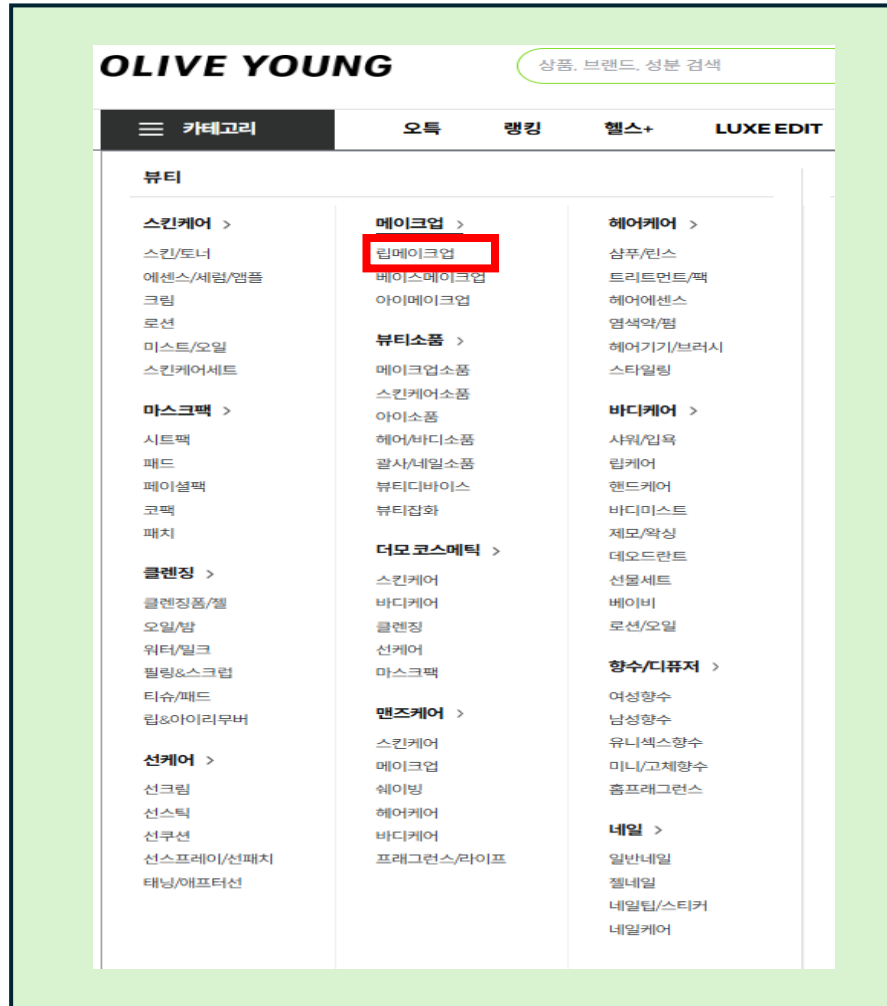 OLIVE YOUNG
상품, 브랜드, 성분 검색
카테고리
오특
랭킹
헬스+
LUXE EDIT
뷰티
스킨케어 >
스킨/토너
에센스/세럼/앰플
크림
로션
미스트/오일
스킨케어세트
마스크팩 >
시트팩
패드
페이셜팩
코팩
패치
클렌징 >
클렌징폼/젤
오일/밤
워터/밀크
필링&스크럽
티슈/패드
립&아이리무버
선케어 >
선크림
선스틱
선쿠션
선스프레이/선패치
태닝/애프터선
메이크업 >
립메이크업
베이스메이크업
아이메이크업
뷰티소품 >
메이크업소품
스킨케어소품
아이소품
헤어/바디소품
괄사/네일소품
뷰티디바이스
뷰티잡화
더모 코스메틱 >
스킨케어
바디케어
클렌징
선케어
마스크팩
맨즈케어 >
스킨케어
메이크업
쉐이빙
헤어케어
바디케어
프래그런스/라이프
헤어케어 >
샴푸/린스
트리트먼트/팩
헤어에센스
염색약/펌
헤어기기/브러시
스타일링
바디케어 >
샤워/입욕
립케어
핸드케어
바디미스트
제모/왁싱
데오드란트
선물세트
베이비
로션/오일
향수/디퓨저 >
여성향수
남성향수
유니섹스향수
미니/고체향수
홈프래그런스
네일 >
일반네일
젤네일
네일팁/스티커
네일케어